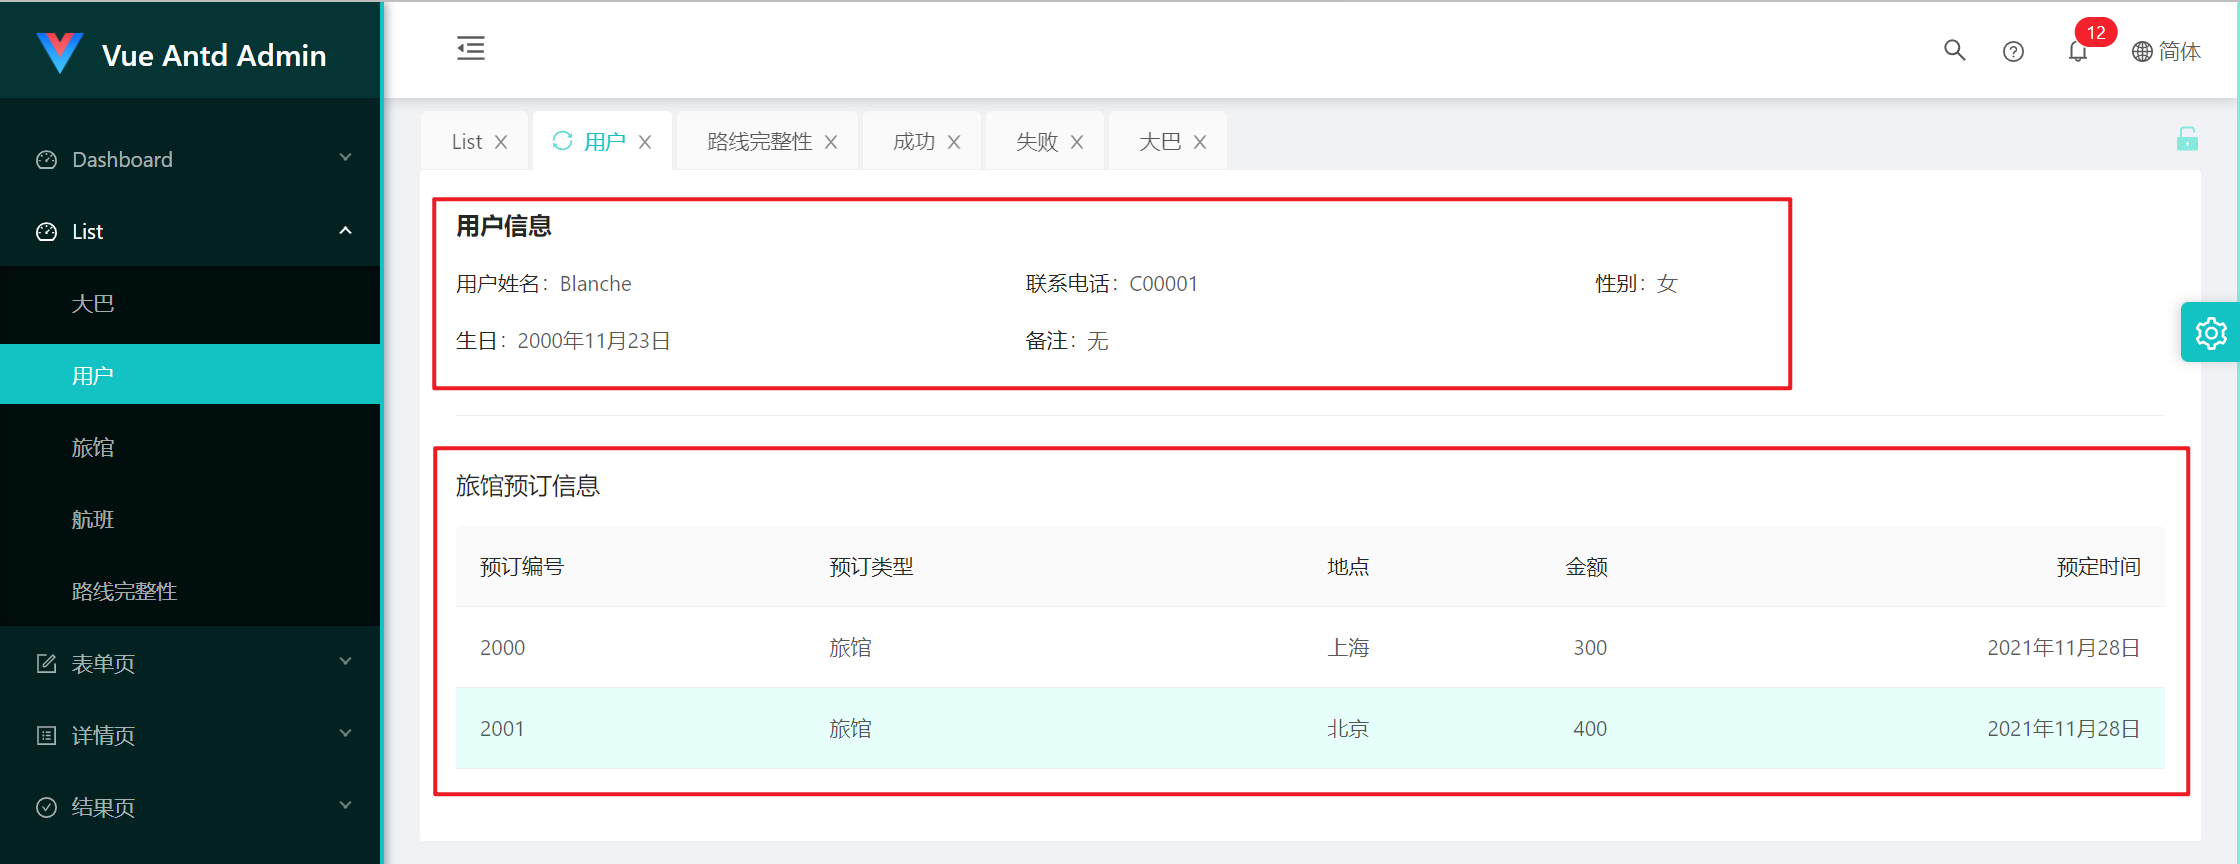 Vue Antd Admin
12
简体
Dashboard
List
大巴
用户
旅馆
航班
路线完整性
表单页
详情页
结果页
List
用户
路线完整性
成功
失败
大巴
用户信息
用户姓名： Blanche
联系电话： C00001
性别： 女
生日： 2000年11月23日
备注： 无
旅馆预订信息
预订编号 预订类型 地点 金额 预定时间
2000 旅馆 上海 300 2021年11月28日
2001 旅馆 北京 400 2021年11月28日